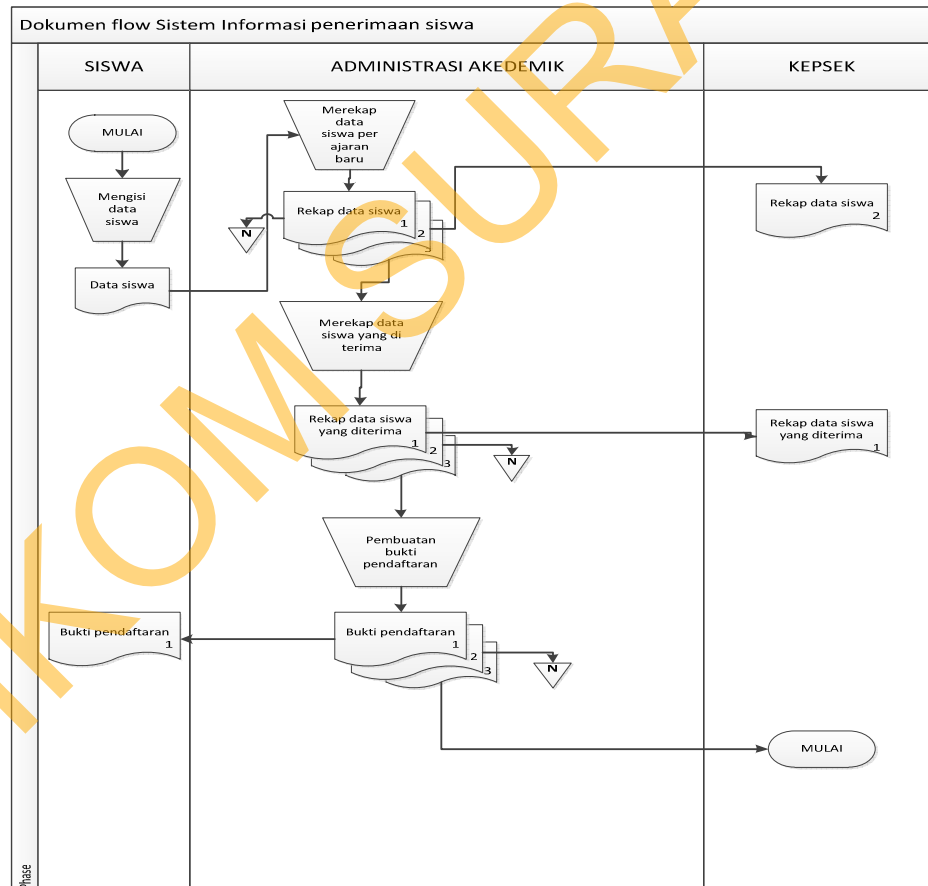 Dokumen flow Sistem Informasi penerimaan siswa
SISWA
ADMINISTRASI AKEDEMIK
KEPSEK
MULAI
Mengisi
data
siswa
Data siswa
Merekap
data
siswa per
ajaran
baru
Rekap data siswa
1
2
3
N
Rekap data siswa
2
Merekap data
siswa yang di
terima
Rekap data siswa
yang diterima
1
2
3
N
Rekap data siswa
yang diterima
1
Pembuatan
bukti
pendaftaran
Bukti pendaftaran
1
2
3
N
Bukti pendaftaran
1
MULAI
Phase
IKOM SURA